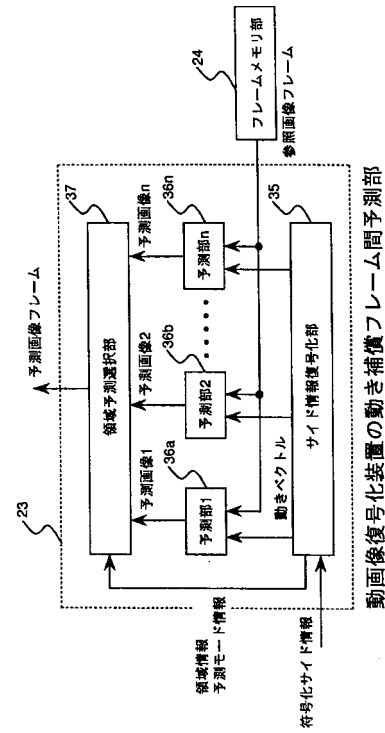 予測画像フレーム
23
37
領域予測選択部
予測画像1
予測画像2
予測画像n
36a
36b
36n
予測部1
予測部2
・・・・・
予測部n
24
フレームメモリ部
参照画像フレーム
動きベクトル
35
サイド情報復号化部
領域情報
予測モード情報
符号化サイド情報
動画像復号化装置の動き補償フレーム間予測部